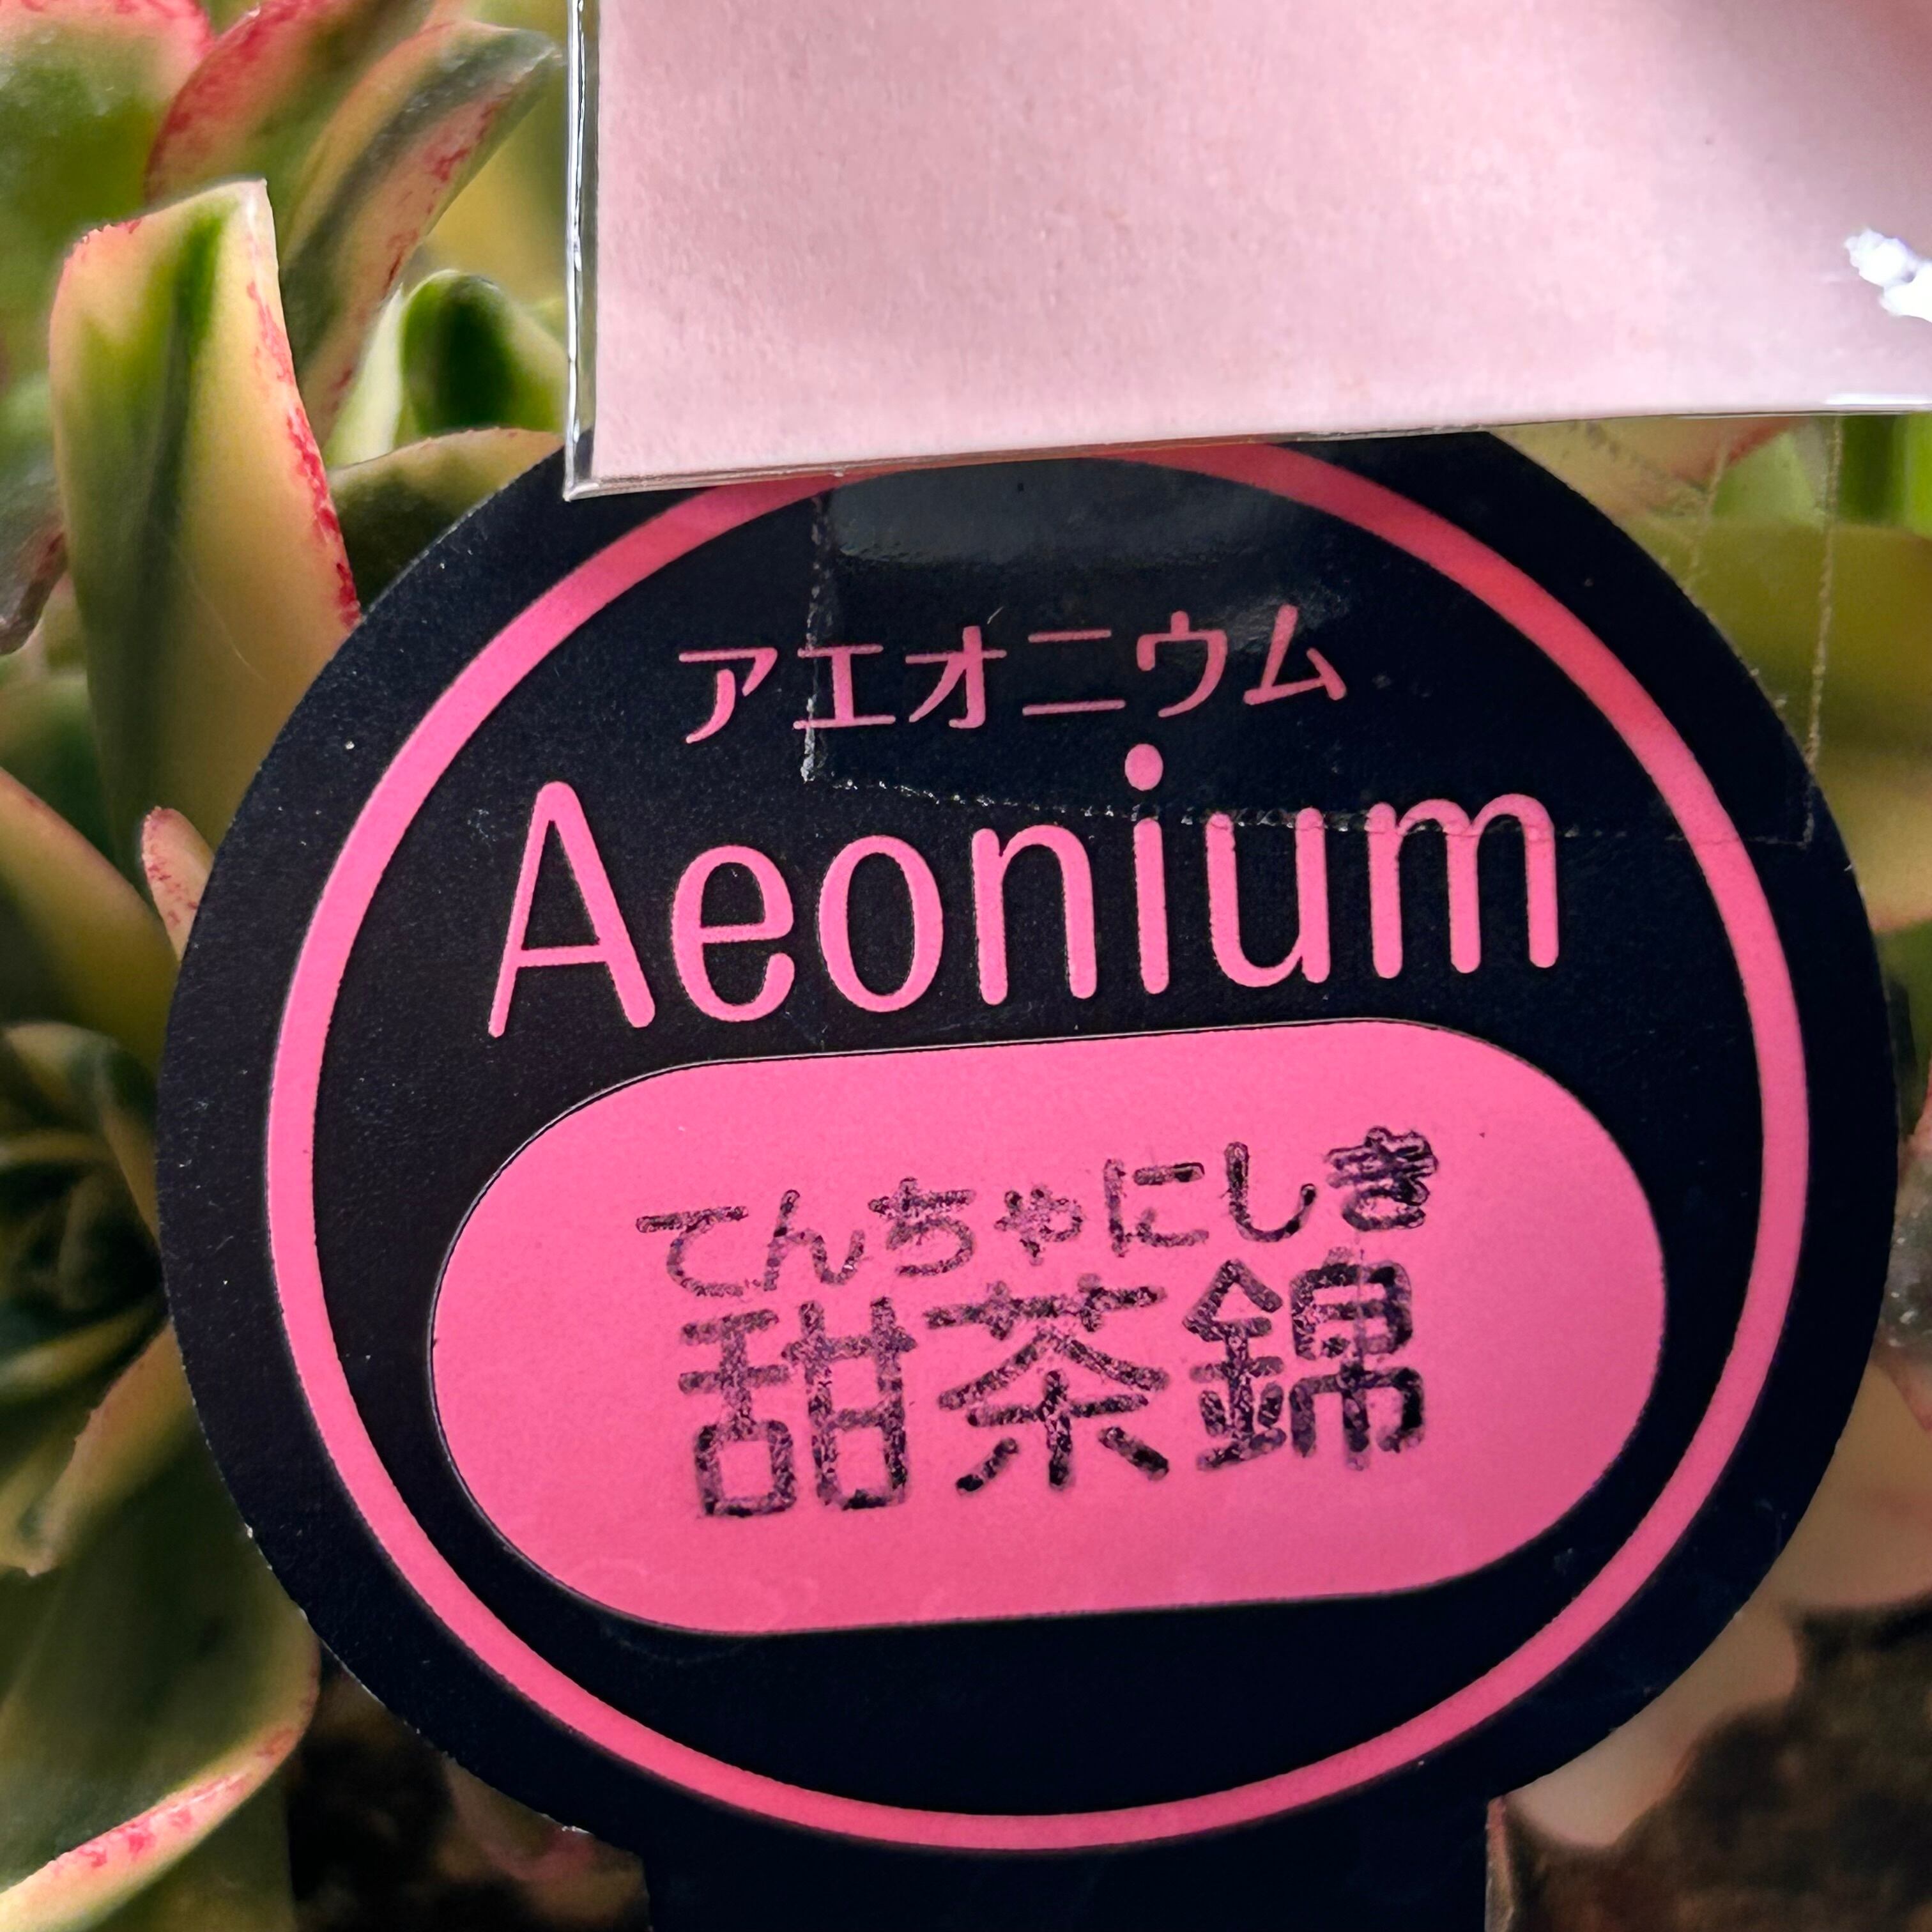 アエオニウム
Aeonium
てんちゃにしき
甜茶錦